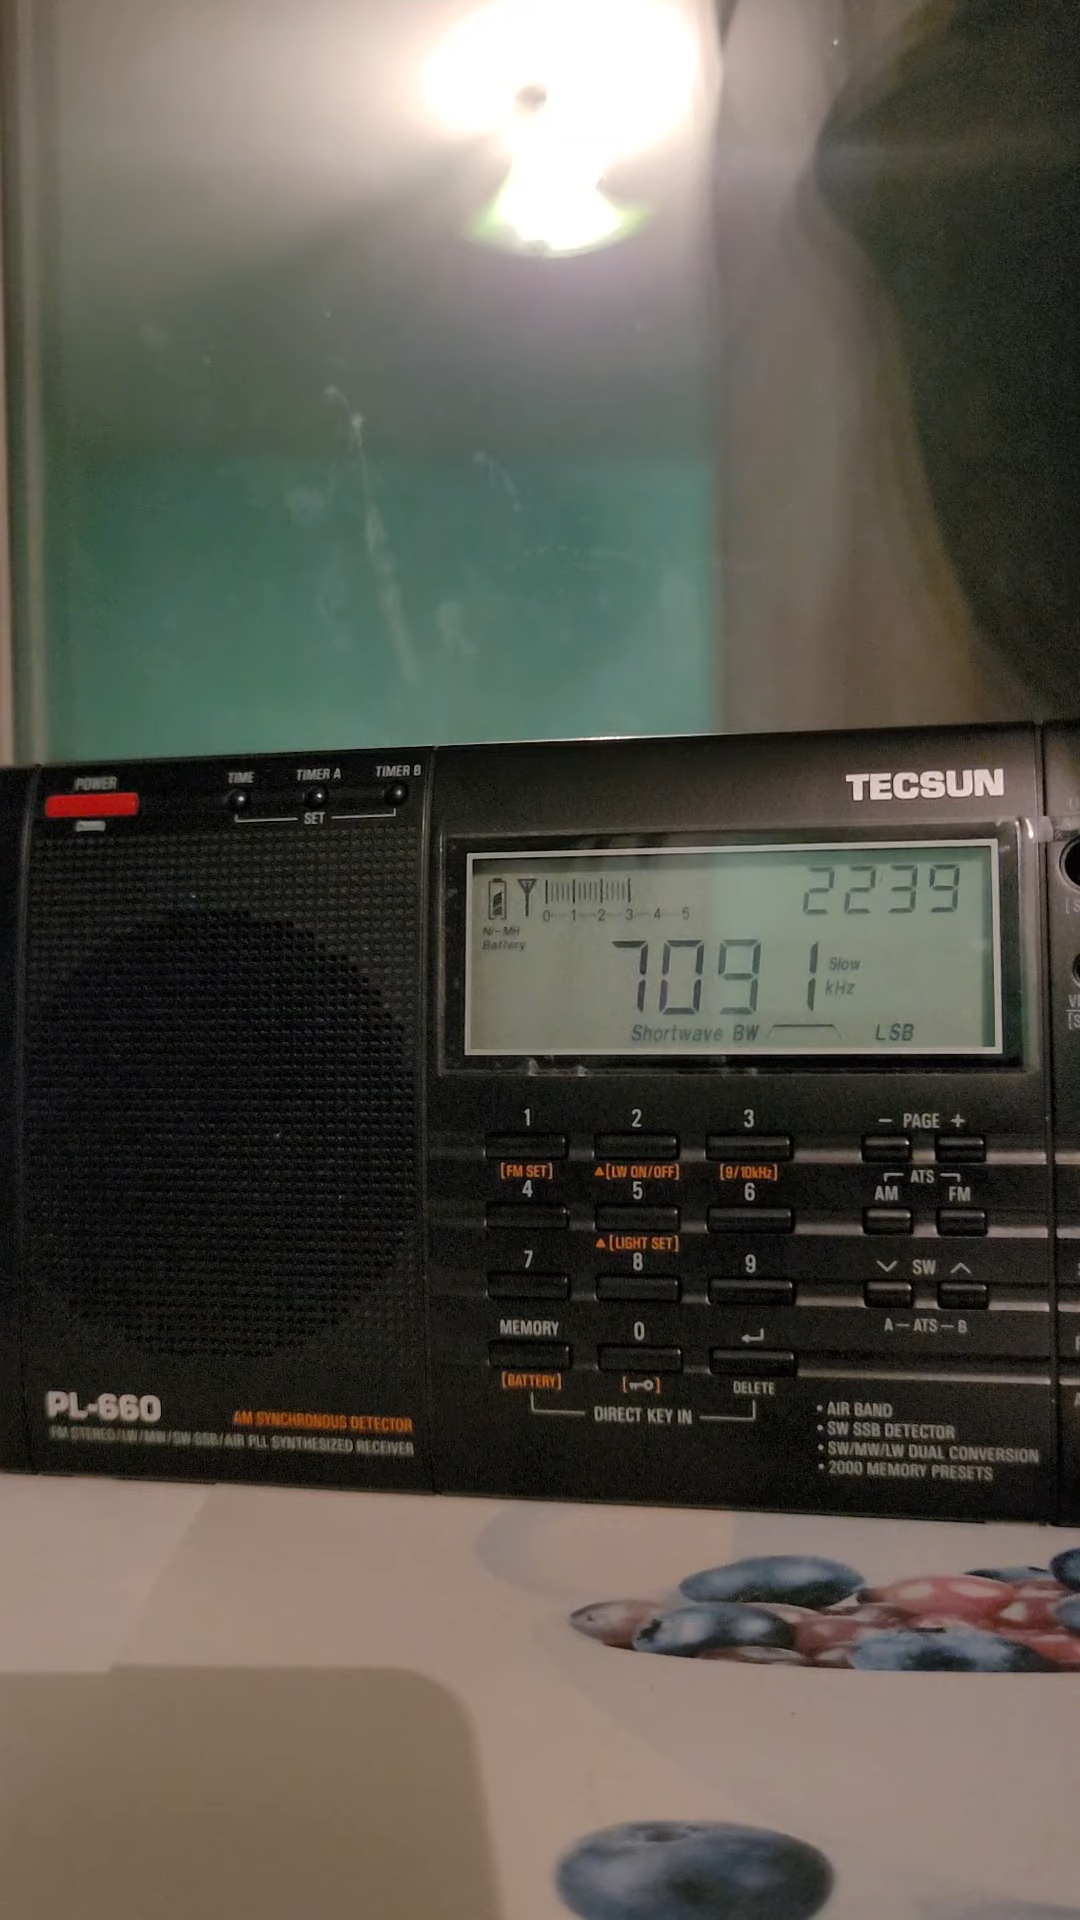 POWER
TIME TIMER A TIMER B
SET
TECSUN
2239
0 1 2 3 4 5
Ni-MH
Battery
7091 Slow
kHz
Shortwave BW LSB
1 2 3 - PAGE +
[FM SET] [LW ON/OFF] [9/10kHz] ATS
4 5 6 AM FM
[LIGHT SET]
7 8 9 SW
A-ATS-B
MEMORY 0
[BATTERY] DELETE
DIRECT KEY IN
PL-660
AM SYNCHRONOUS DETECTOR
FM STEREO/LW/MW/SW SSB/AIR PLL SYNTHESIZED RECEIVER
• AIR BAND
• SW SSB DETECTOR
• SW/MW/LW DUAL CONVERSION
• 2000 MEMORY PRESETS